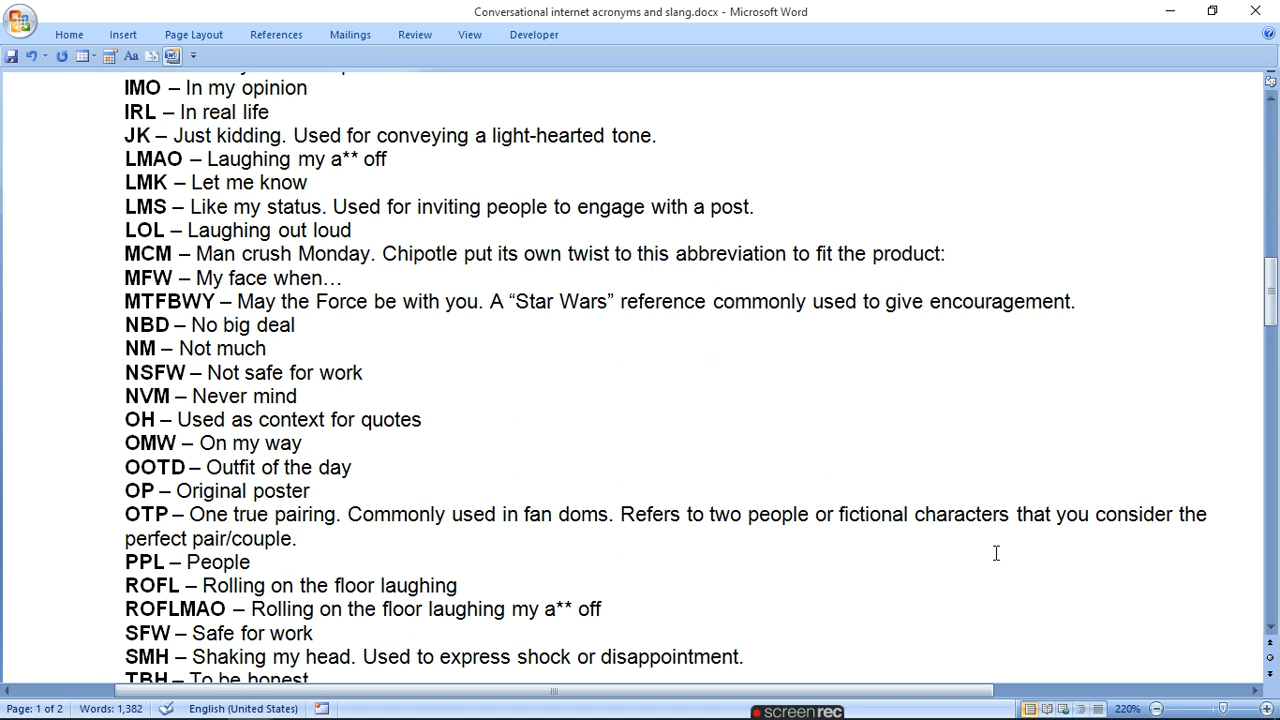 Conversational internet acronyms and slang.docx - Microsoft Word
Home Insert Page Layout References Mailings Review View Developer
Aa
IMO – In my opinion
IRL – In real life
JK – Just kidding. Used for conveying a light-hearted tone.
LMAO – Laughing my a** off
LMK – Let me know
LMS – Like my status. Used for inviting people to engage with a post.
LOL – Laughing out loud
MCM – Man crush Monday. Chipotle put its own twist to this abbreviation to fit the product:
MFW – My face when…
MTFBWY – May the Force be with you. A “Star Wars” reference commonly used to give encouragement.
NBD – No big deal
NM – Not much
NSFW – Not safe for work
NVM – Never mind
OH – Used as context for quotes
OMW – On my way
OOTD – Outfit of the day
OP – Original poster
OTP – One true pairing. Commonly used in fan doms. Refers to two people or fictional characters that you consider the
perfect pair/couple.
PPL – People
ROFL – Rolling on the floor laughing
ROFLMAO – Rolling on the floor laughing my a** off
SFW – Safe for work
SMH – Shaking my head. Used to express shock or disappointment.
TBH – To be honest
Page: 1 of 2 Words: 1,382 English (United States) 220%
screenrec